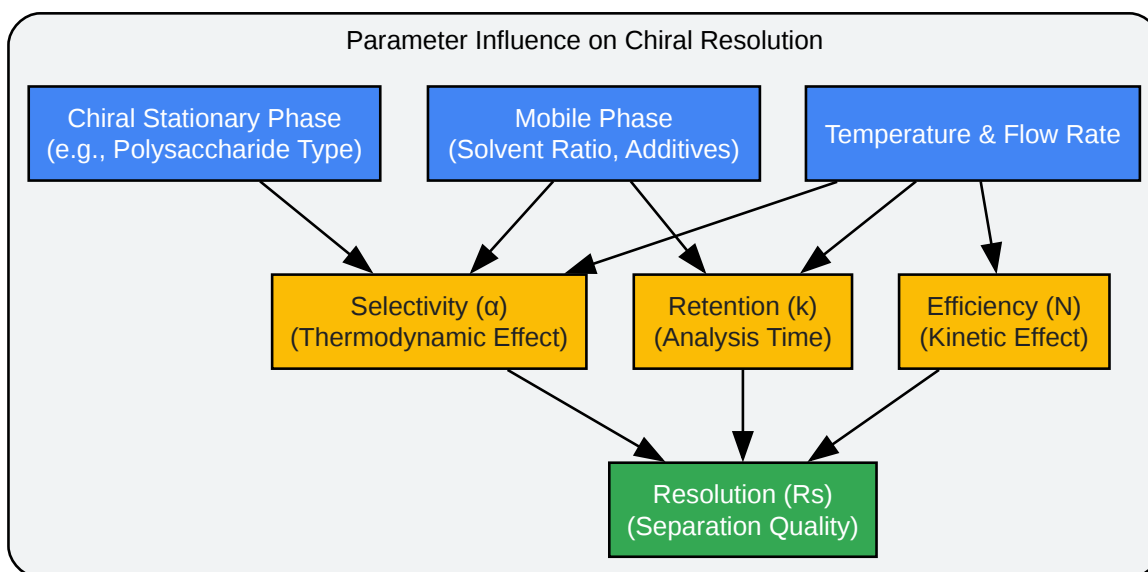 Parameter Influence on Chiral Resolution
Chiral Stationary Phase
(e.g., Polysaccharide Type)
Mobile Phase
(Solvent Ratio, Additives)
Temperature & Flow Rate
Selectivity (α)
(Thermodynamic Effect)
Retention (k)
(Analysis Time)
Efficiency (N)
(Kinetic Effect)
Resolution (Rs)
(Separation Quality)